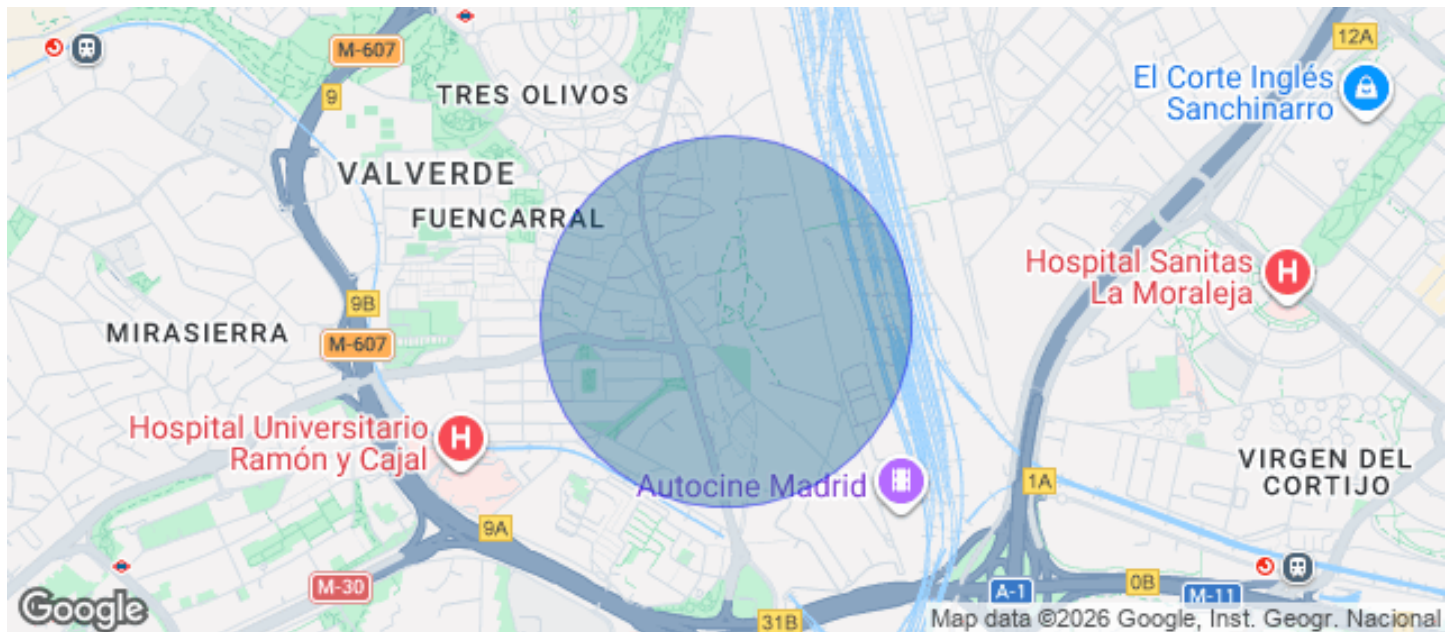 12A
M-607
El Corte Inglés
Sanchinarro
9
TRES OLIVOS
VALVERDE
FUENCARRAL
Hospital Sanitas
La Moraleja
9B
MIRASIERRA
M-607
Hospital Universitario
Ramón y Cajal
VIRGEN DEL
CORTIJO
Autocine Madrid
1A
9A
M-30
A-1
0B
M-11
31B
Google
Map data ©2026 Google, Inst. Geogr. Nacional